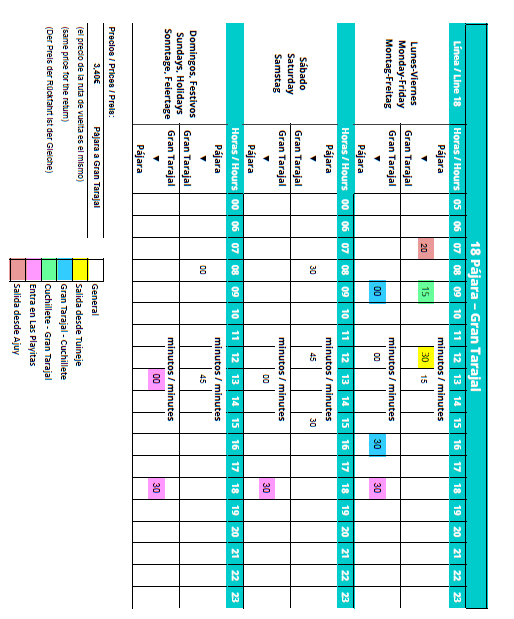 Línea / Line 18 18 Pájara – Gran Tarajal
Lunes-Viernes
Monday-Friday
Montag-Freitag
Horas / Hours 05 06 07 08 09 10 11 12 13 14 15 16 17 18 19 20 21 22 23
Pájara
▼
Gran Tarajal
minutos / minutes
20 15 30 15
Gran Tarajal
▼
Pájara
minutos / minutes
00 00 30 30
Sábado
Saturday
Samstag
Horas / Hours 00 06 07 08 09 10 11 12 13 14 15 16 17 18 19 20 21 22 23
Pájara
▼
Gran Tarajal
minutos / minutes
30 45 30
Gran Tarajal
▼
Pájara
minutos / minutes
00 30
Domingos, Festivos
Sundays, Holidays
Sonntage, Feiertage
Horas / Hours 00 06 07 08 09 10 11 12 13 14 15 16 17 18 19 20 21 22 23
Pájara
▼
Gran Tarajal
minutos / minutes
00 45
Gran Tarajal
▼
Pájara
minutos / minutes
00 30
Precios / Prices / Preis:
3,40€ Pájara a Gran Tarajal
(el precio de la ruta de vuelta es el mismo)
(same price for the return)
(Der Preis der Rückfahrt ist der Gleiche)
General
Salida desde Tuineje
Gran Tarajal - Cuchillete
Cuchillete - Gran Tarajal
Entra en Las Playitas
Salida desde Ajuy